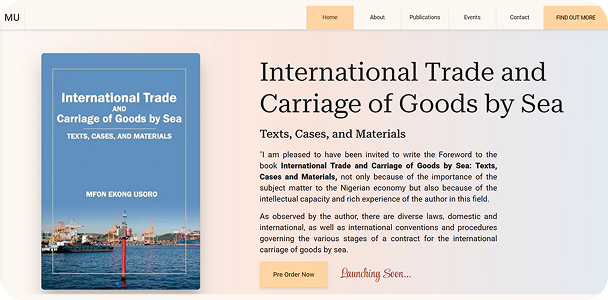 MU
Home
About
Publications
Events
Contact
FIND OUT MORE
International Trade
AND
Carriage of Goods by Sea
TEXTS, CASES, AND MATERIALS
MFON EKONG USORO
International Trade and
Carriage of Goods by Sea
Texts, Cases, and Materials
"I am pleased to have been invited to write the Foreword to the
book International Trade and Carriage of Goods by Sea: Texts,
Cases and Materials, not only because of the importance of the
subject matter to the Nigerian economy but also because of the
intellectual capacity and rich experience of the author in this field.
As observed by the author, there are diverse laws, domestic and
international, as well as international conventions and procedures
governing the various stages of a contract for the international
carriage of goods by sea.
Pre Order Now
Launching Soon...